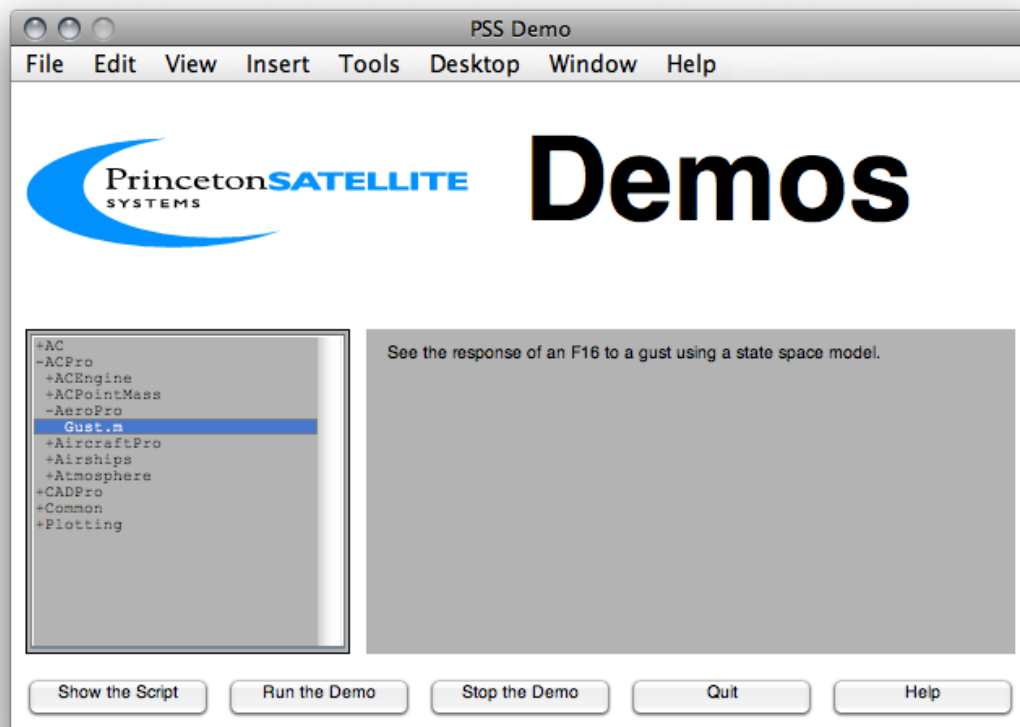 PSS Demo
File Edit View Insert Tools Desktop Window Help
PrincetonSATELLITE
SYSTEMS
Demos
+AC
-ACPro
+ACEngine
+ACPointMass
-AeroPro
Gust.m
+AircraftPro
+Airships
+Atmosphere
+CADPro
+Common
+Plotting
See the response of an F16 to a gust using a state space model.
Show the Script Run the Demo Stop the Demo Quit Help